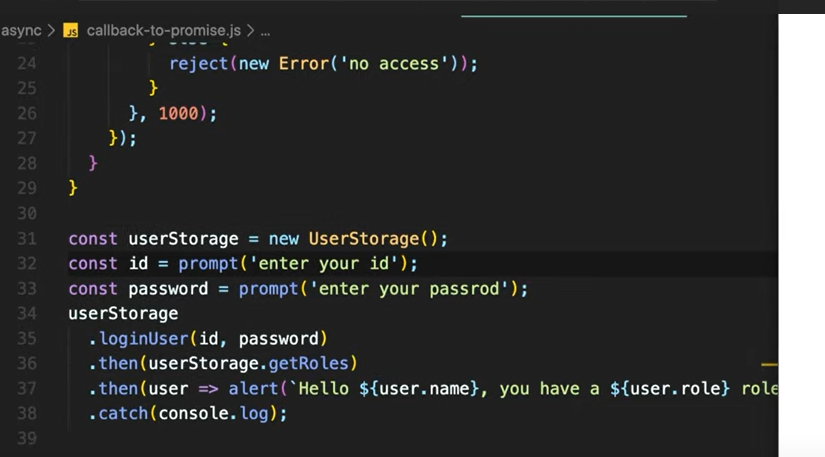 async > JS callback-to-promise.js > ...
24 reject(new Error('no access'));
25 }
26 }, 1000);
27 });
28 }
29 }
30
31 const userStorage = new UserStorage();
32 const id = prompt('enter your id');
33 const password = prompt('enter your passrod');
34 userStorage
35 .loginUser(id, password)
36 .then(userStorage.getRoles)
37 .then(user => alert(`Hello ${user.name}, you have a ${user.role} role
38 .catch(console.log);
39